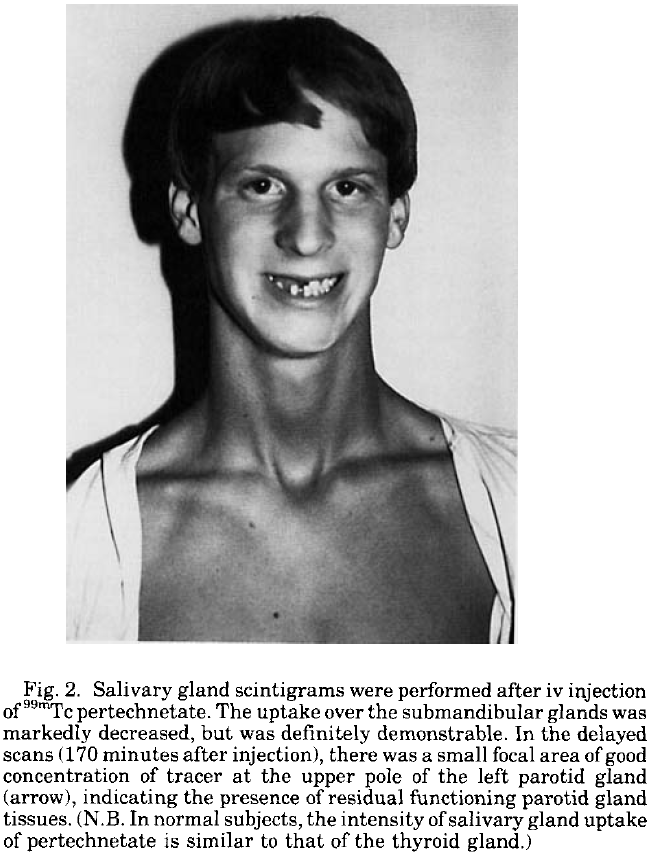 Fig. 2. Salivary gland scintigrams were performed after iv injection
of 99mTc pertechnetate. The uptake over the submandibular glands was
markedly decreased, but was definitely demonstrable. In the delayed
scans (170 minutes after injection), there was a small focal area of good
concentration of tracer at the upper pole of the left parotid gland
(arrow), indicating the presence of residual functioning parotid gland
tissues. (N.B. In normal subjects, the intensity of salivary gland uptake
of pertechnetate is similar to that of the thyroid gland.)